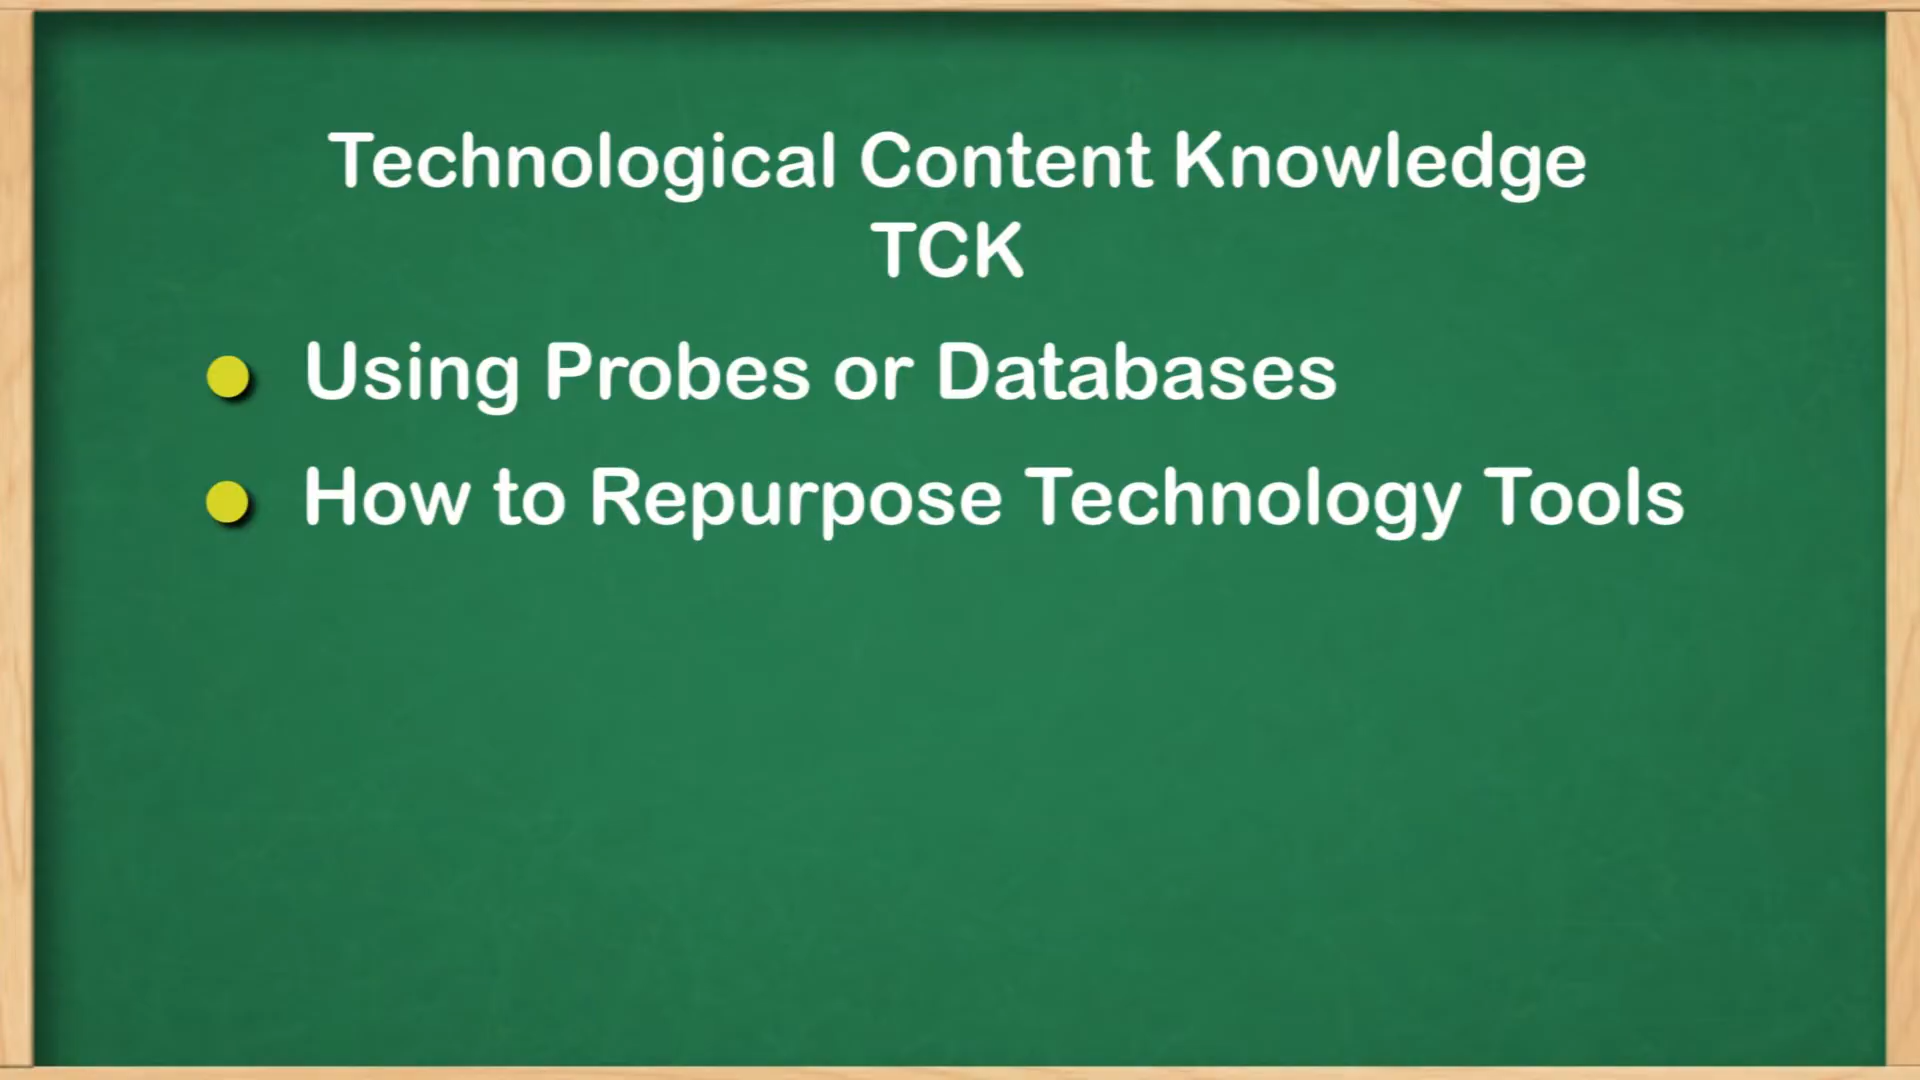 Technological Content Knowledge
TCK
Using Probes or Databases
How to Repurpose Technology Tools